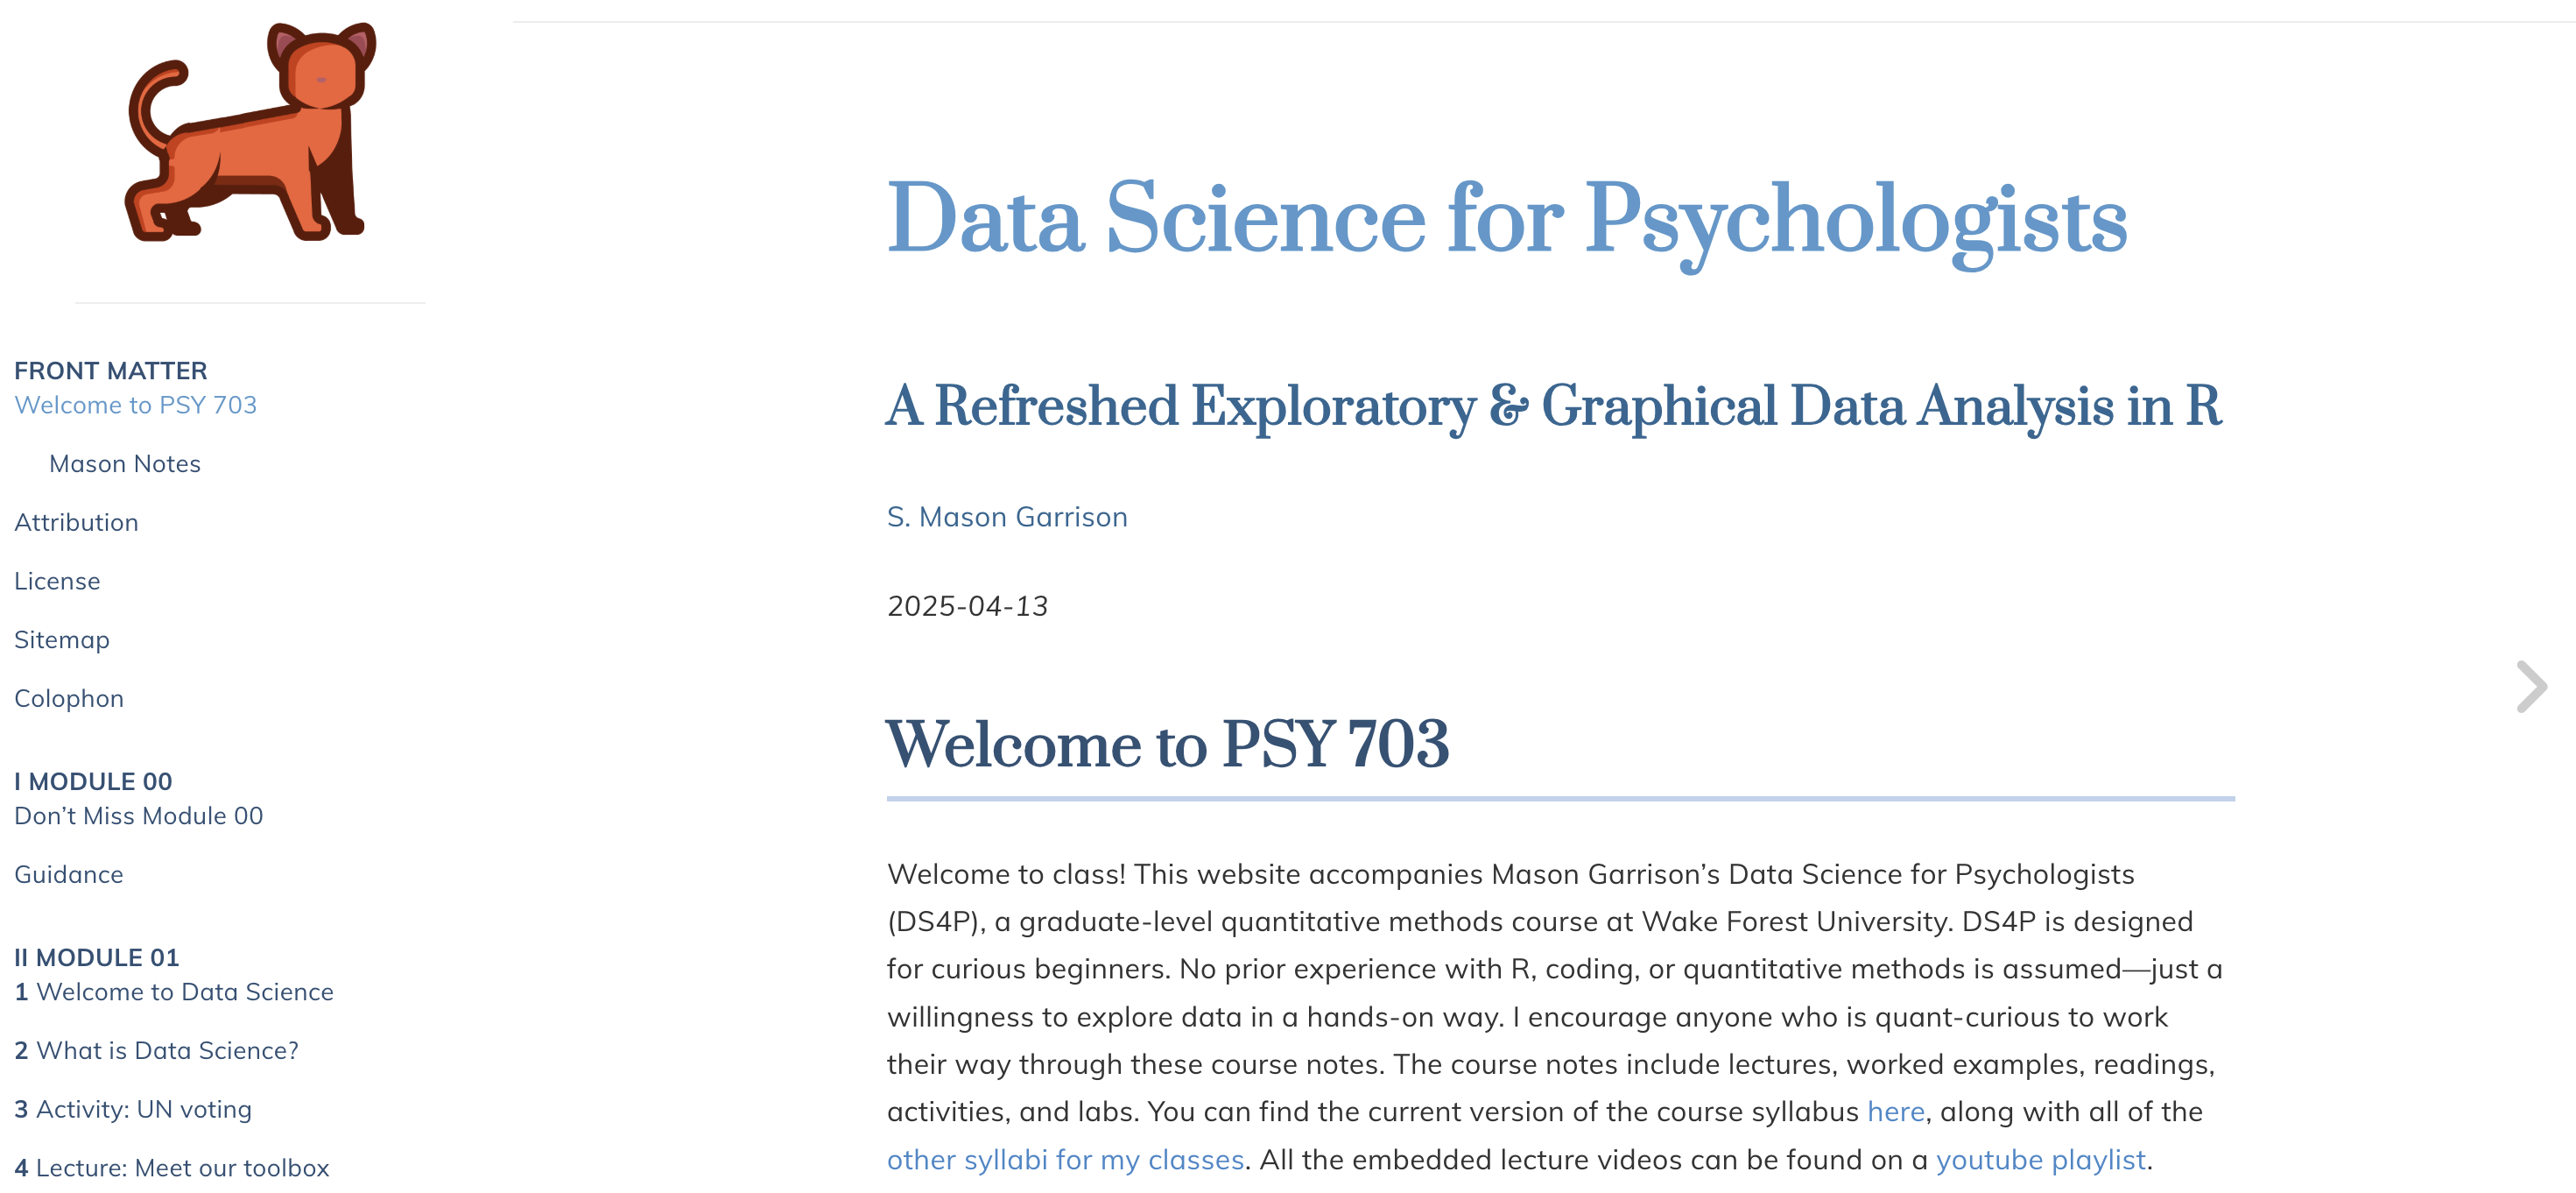 FRONT MATTER
Welcome to PSY 703
Mason Notes
Attribution
License
Sitemap
Colophon
I MODULE 00
Don’t Miss Module 00
Guidance
II MODULE 01
1 Welcome to Data Science
2 What is Data Science?
3 Activity: UN voting
4 Lecture: Meet our toolbox
Data Science for Psychologists
A Refreshed Exploratory & Graphical Data Analysis in R
S. Mason Garrison
2025-04-13
Welcome to PSY 703
Welcome to class! This website accompanies Mason Garrison’s Data Science for Psychologists
(DS4P), a graduate-level quantitative methods course at Wake Forest University. DS4P is designed
for curious beginners. No prior experience with R, coding, or quantitative methods is assumed—just a
willingness to explore data in a hands-on way. I encourage anyone who is quant-curious to work
their way through these course notes. The course notes include lectures, worked examples, readings,
activities, and labs. You can find the current version of the course syllabus here, along with all of the
other syllabi for my classes. All the embedded lecture videos can be found on a youtube playlist.